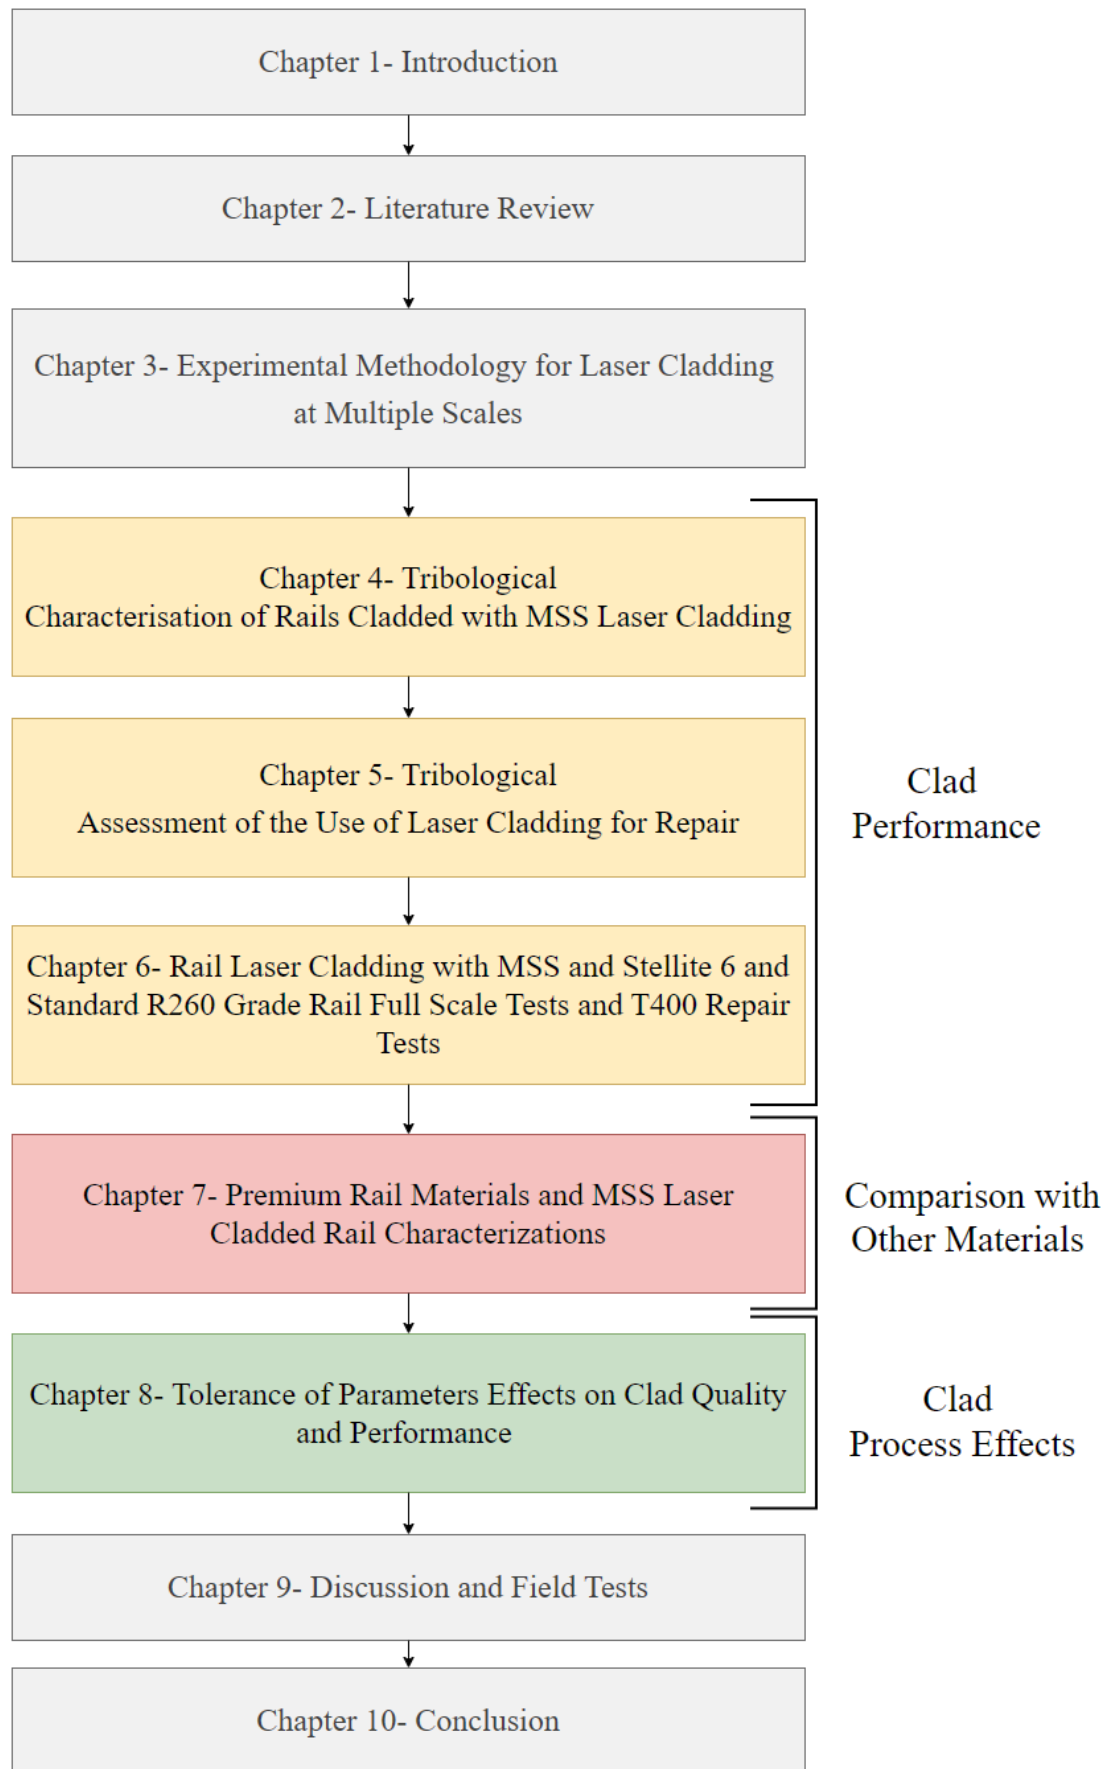 Chapter 1- Introduction
Chapter 2- Literature Review
Chapter 3- Experimental Methodology for Laser Cladding
at Multiple Scales
Chapter 4- Tribological
Characterisation of Rails Cladded with MSS Laser Cladding
Chapter 5- Tribological
Assessment of the Use of Laser Cladding for Repair
Chapter 6- Rail Laser Cladding with MSS and Stellite 6 and
Standard R260 Grade Rail Full Scale Tests and T400 Repair
Tests
Clad
Performance
Chapter 7- Premium Rail Materials and MSS Laser
Cladded Rail Characterizations
Comparison with
Other Materials
Chapter 8- Tolerance of Parameters Effects on Clad Quality
and Performance
Clad
Process Effects
Chapter 9- Discussion and Field Tests
Chapter 10- Conclusion